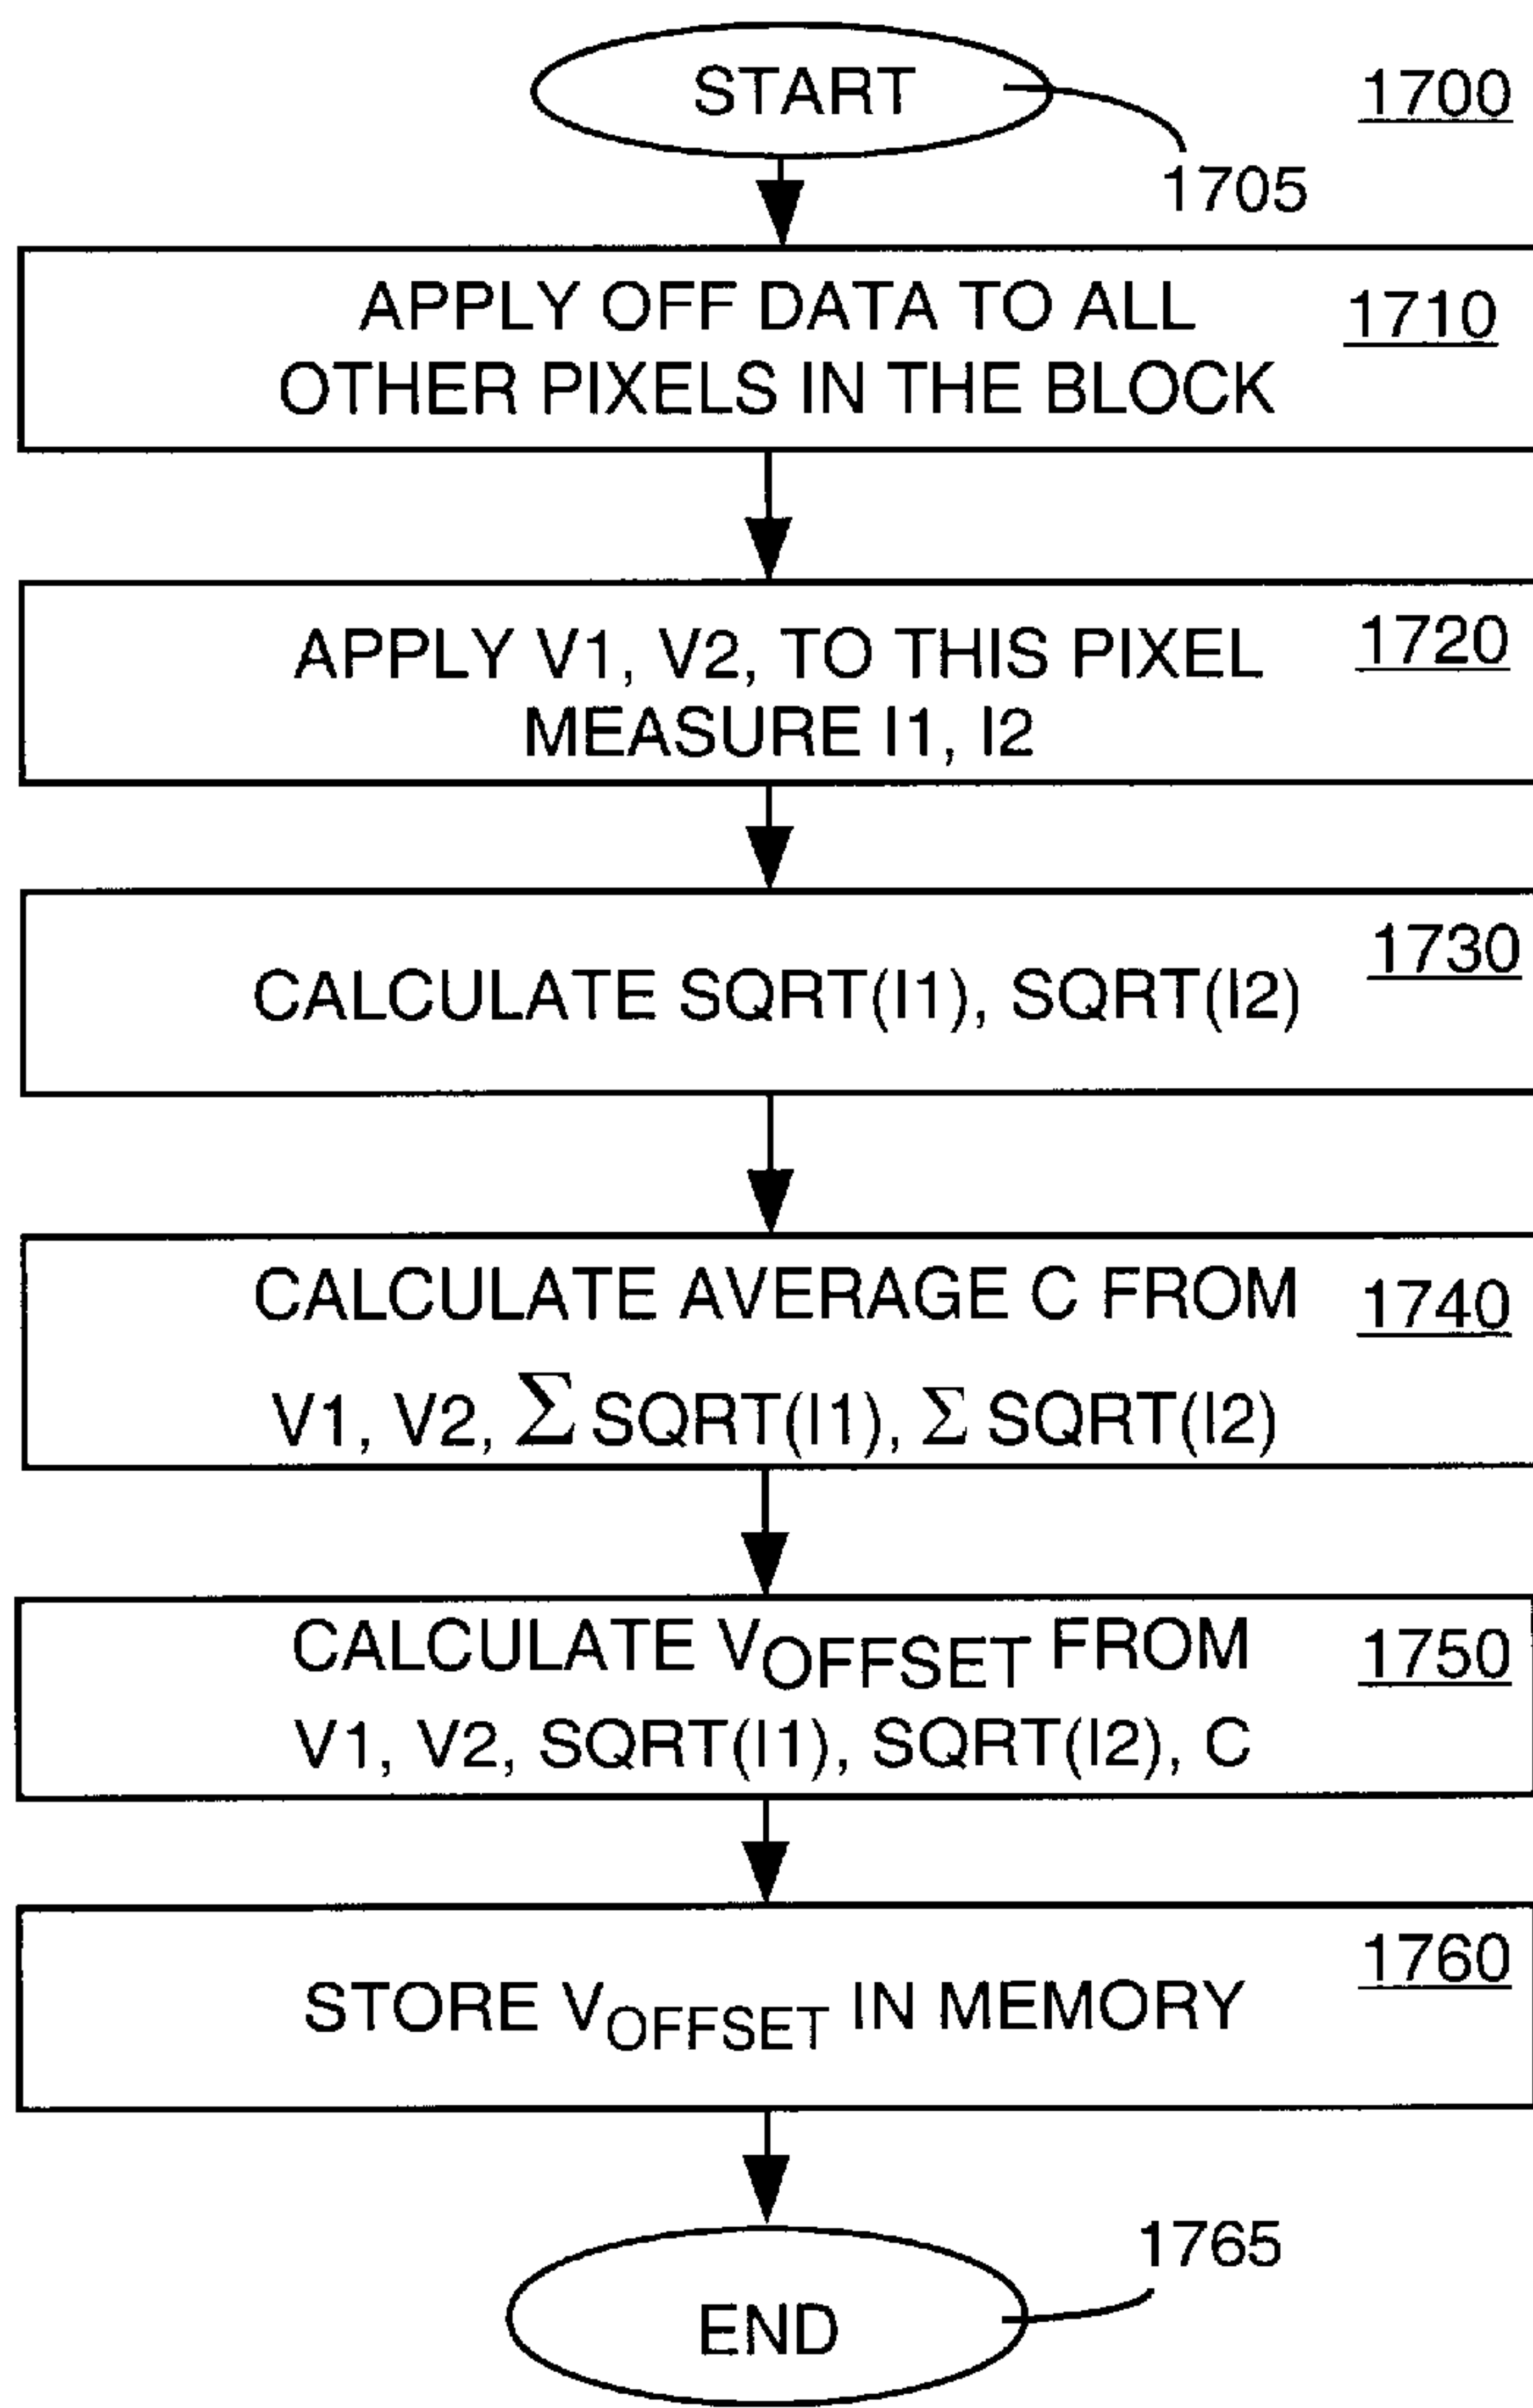 START
1700
1705
APPLY OFF DATA TO ALL
OTHER PIXELS IN THE BLOCK
1710
APPLY V1, V2, TO THIS PIXEL
MEASURE I1, I2
1720
CALCULATE SQRT(I1), SQRT(I2)
1730
CALCULATE AVERAGE C FROM
V1, V2, Σ SQRT(I1), Σ SQRT(I2)
1740
CALCULATE VOFFSET FROM
V1, V2, SQRT(I1), SQRT(I2), C
1750
STORE VOFFSET IN MEMORY
1760
1765
END